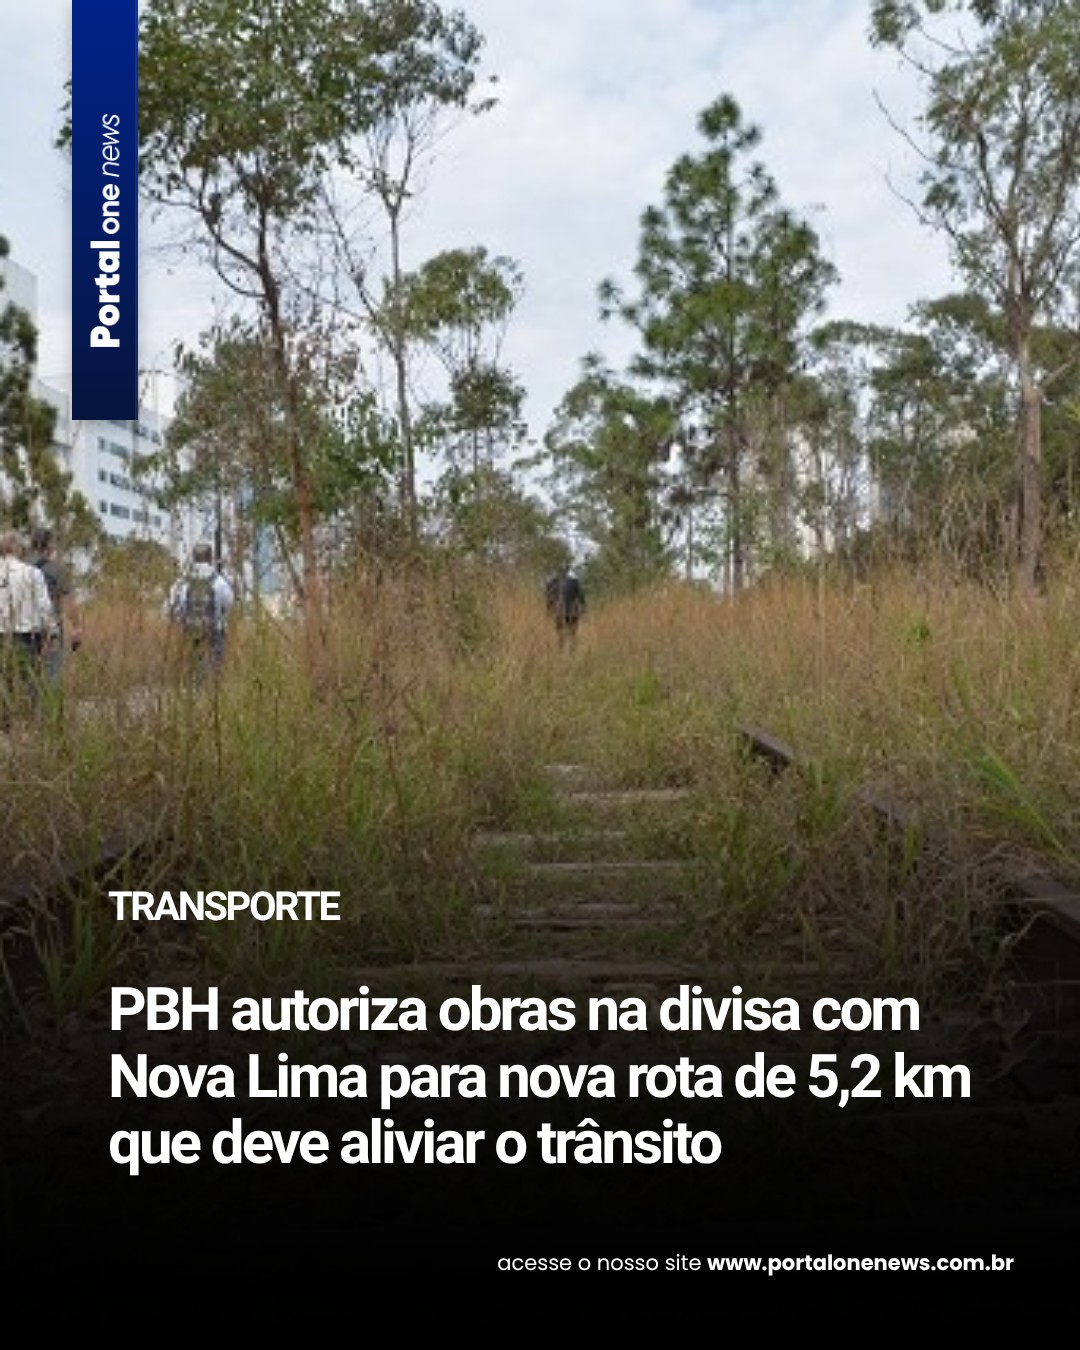 Portal one news
TRANSPORTE
PBH autoriza obras na divisa com
Nova Lima para nova rota de 5,2 km
que deve aliviar o trânsito
acesse o nosso site www.portalonenews.com.br